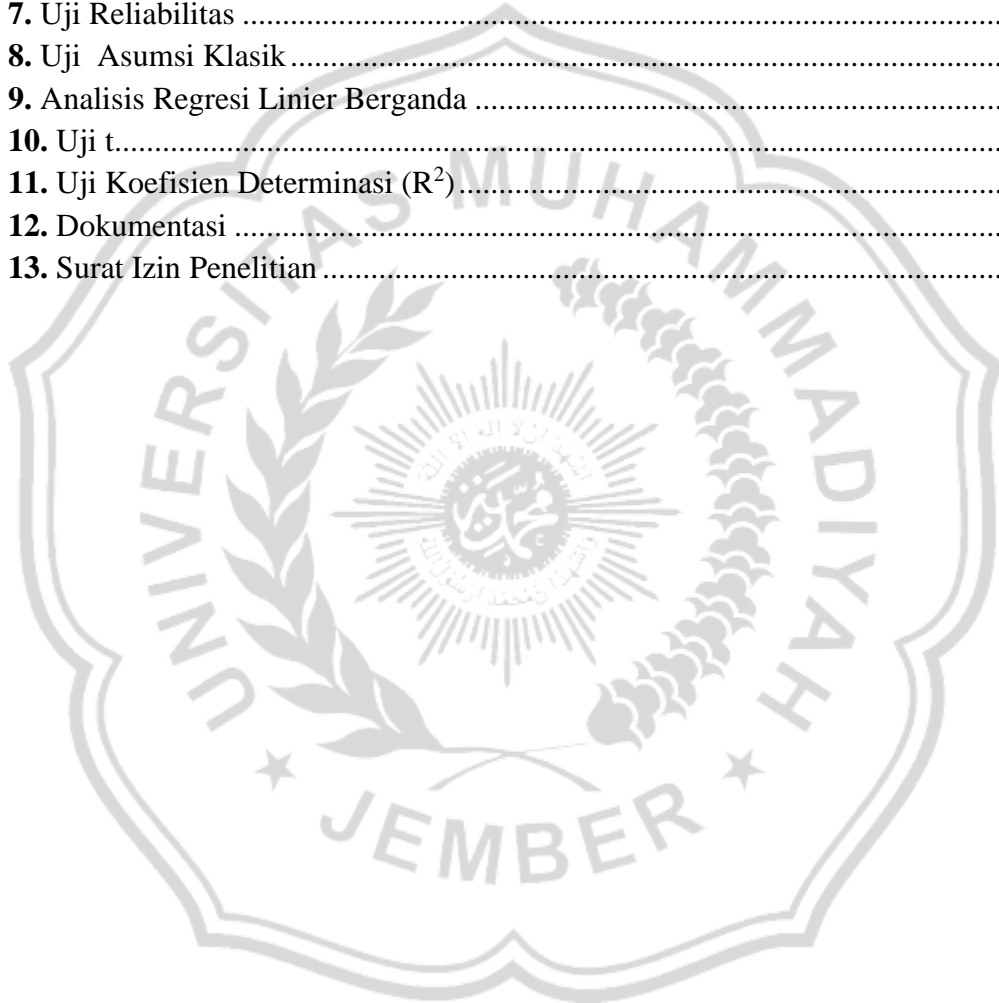 7. Uji Reliabilitas ....................................................................................................
8. Uji  Asumsi Klasik ..............................................................................................
9. Analisis Regresi Linier Berganda .....................................................................
10. Uji t....................................................................................................................
11. Uji Koefisien Determinasi (R²).........................................................................
12. Dokumentasi ....................................................................................................
13. Surat Izin Penelitian ..........................................................................................
UNIVERSITAS MUHAMMADIYAH
JEMBER